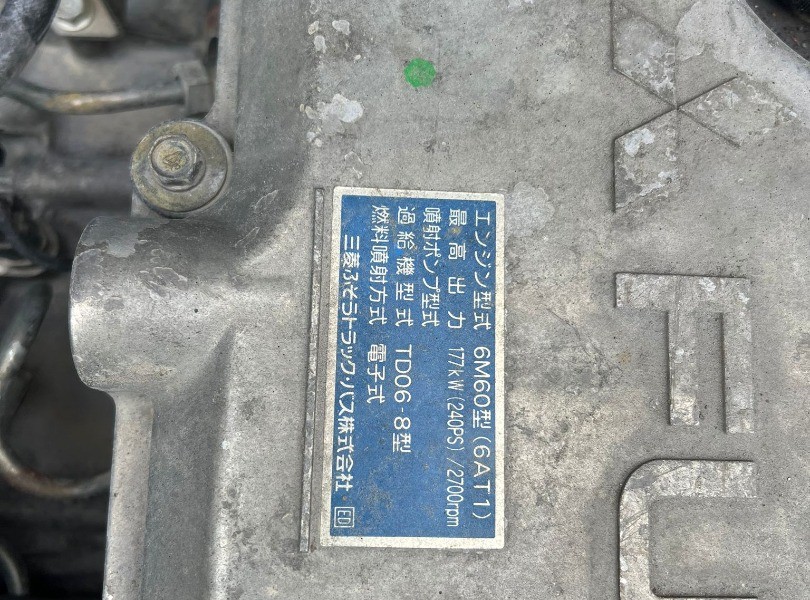 エンジン型式 6M60型(6AT1)
最高出力 177kW(240PS)/2700rpm
噴射ポンプ型式
過給機型式 TD06-8型
燃料噴射方式 電子式
三菱ふそうトラック・バス株式会社 ED
FU